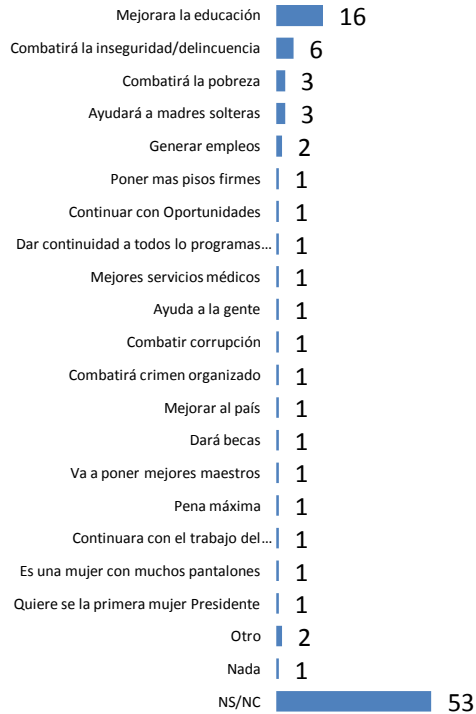 Mejorara la educación 16
Combatirá la inseguridad/delincuencia 6
Combatirá la pobreza 3
Ayudará a madres solteras 3
Generar empleos 2
Poner mas pisos firmes 1
Continuar con Oportunidades 1
Dar continuidad a todos lo programas… 1
Mejores servicios médicos 1
Ayuda a la gente 1
Combatir corrupción 1
Combatirá crimen organizado 1
Mejorar al país 1
Dará becas 1
Va a poner mejores maestros 1
Pena máxima 1
Continuara con el trabajo del… 1
Es una mujer con muchos pantalones 1
Quiere se la primera mujer Presidente 1
Otro 2
Nada 1
NS/NC 53